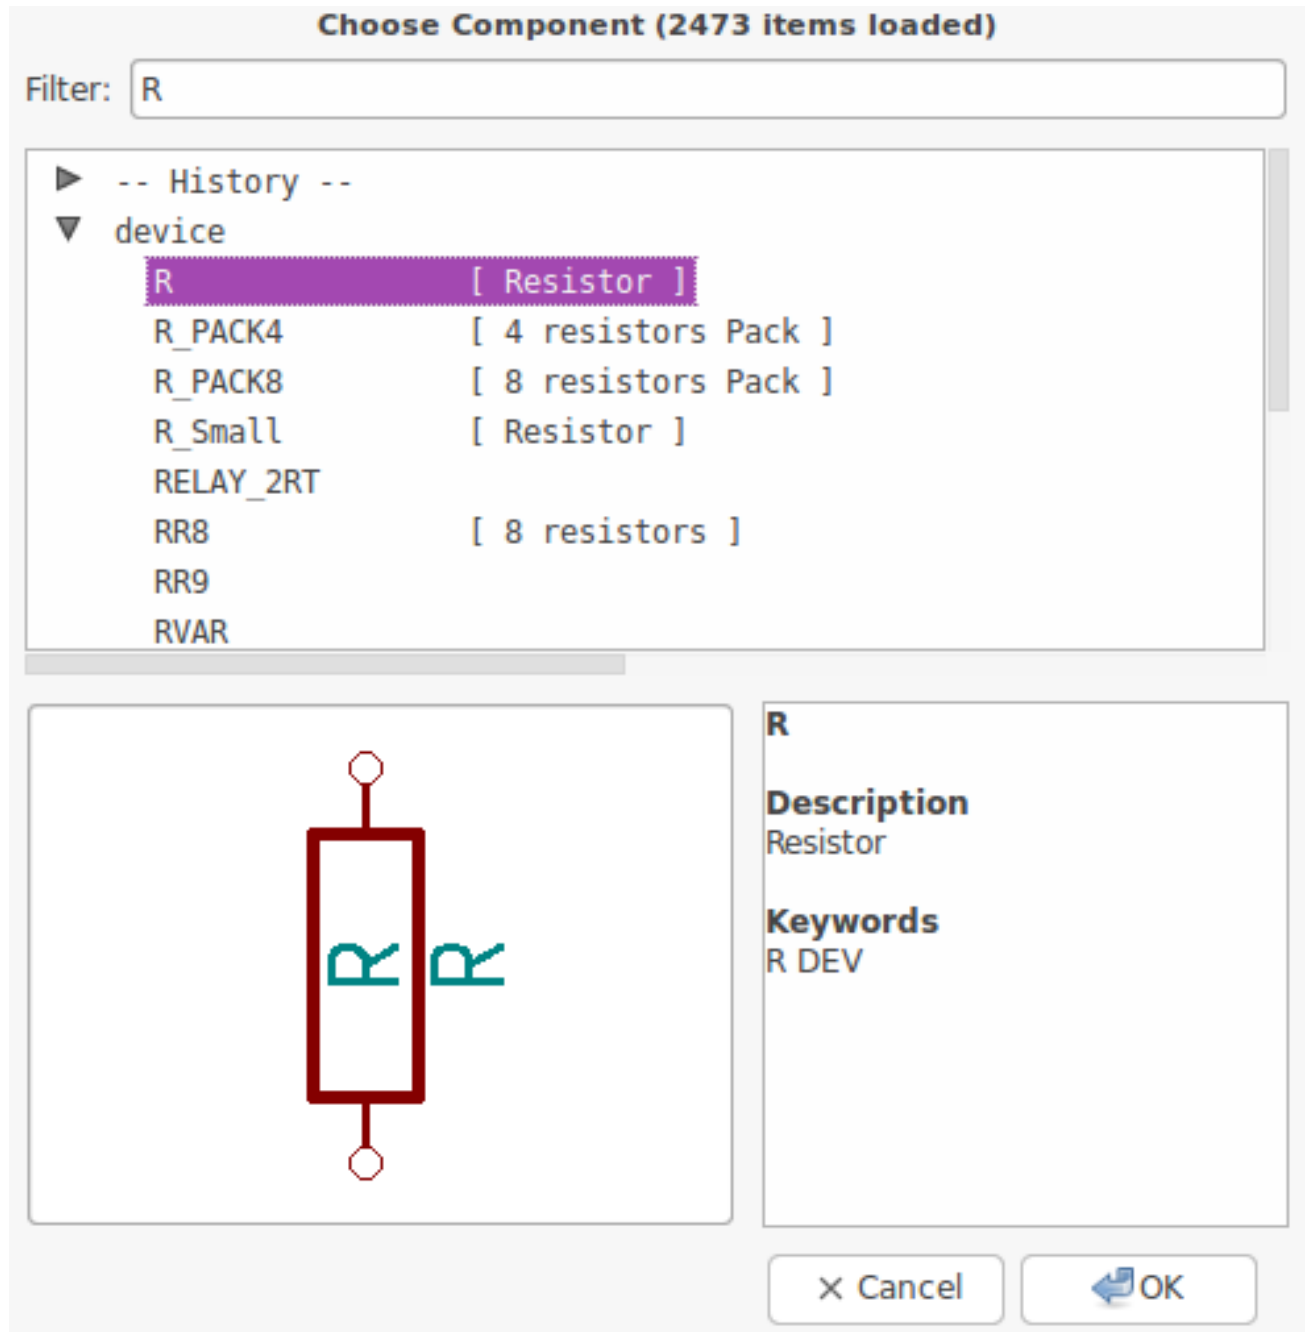 Choose Component (2473 items loaded)
Filter: R
-- History --
device
R [ Resistor ]
R_PACK4 [ 4 resistors Pack ]
R_PACK8 [ 8 resistors Pack ]
R_Small [ Resistor ]
RELAY_2RT
RR8 [ 8 resistors ]
RR9
RVAR
R
R
R
Description
Resistor
Keywords
R DEV
Cancel
OK